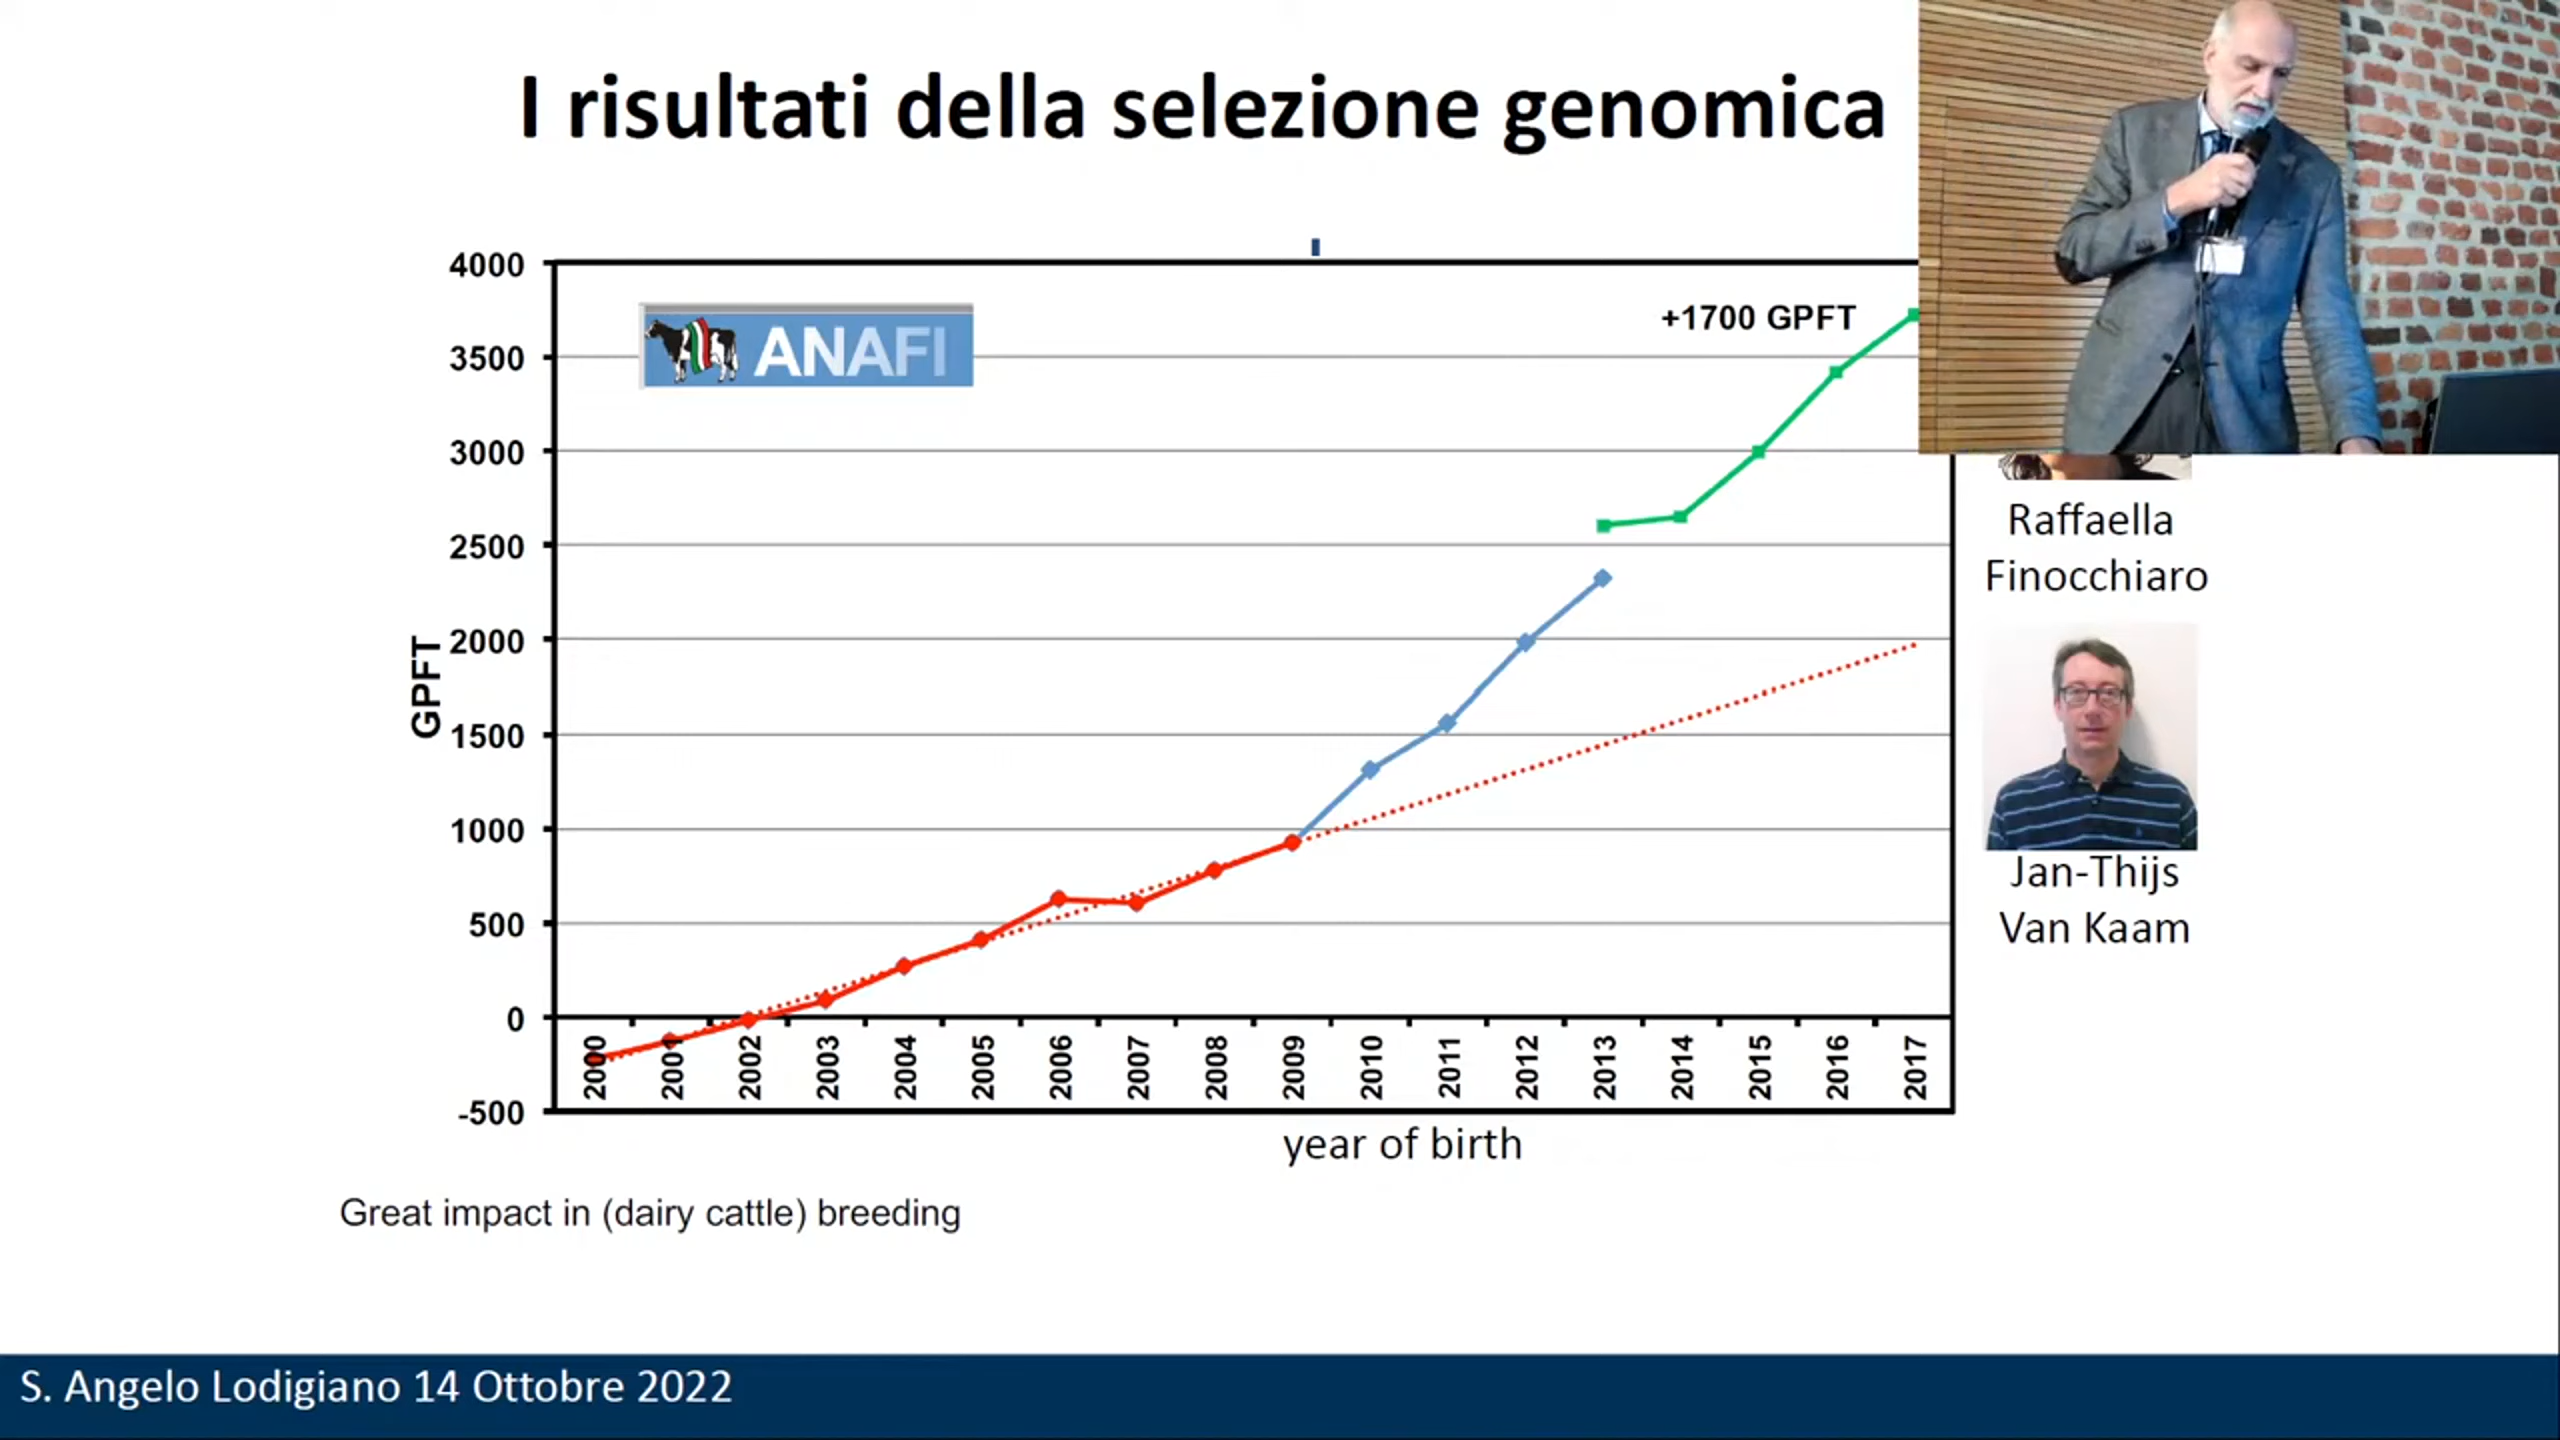 I risultati della selezione genomica
4000
3500
3000
2500
2000
1500
1000
500
0
-500
GPFT
ANAFI
+1700 GPFT
2000
2001
2002
2003
2004
2005
2006
2007
2008
2009
2010
2011
2012
2013
2014
2015
2016
2017
year of birth
Raffaella
Finocchiaro
Jan-Thijs
Van Kaam
Great impact in (dairy cattle) breeding
S. Angelo Lodigiano 14 Ottobre 2022